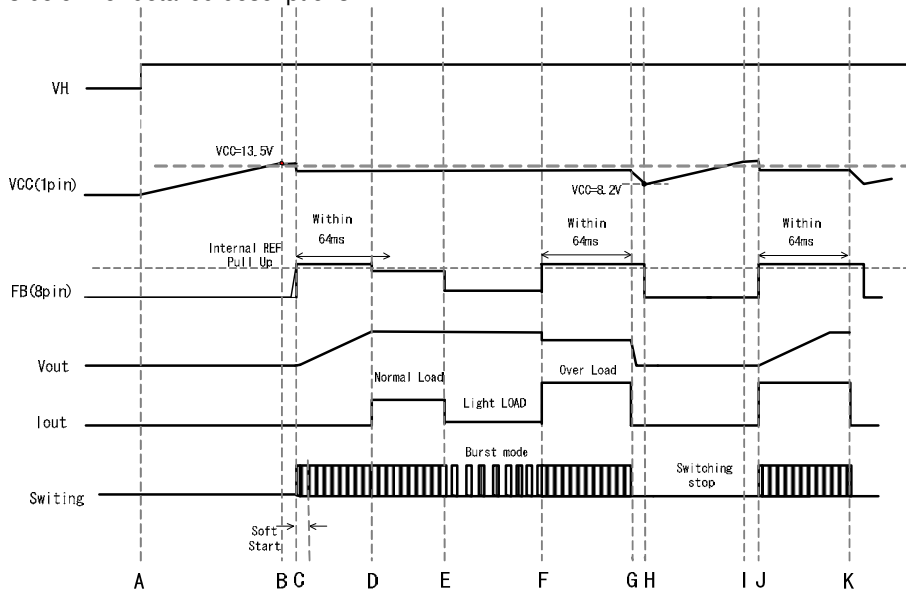 VH
VCC=13.5V
VCC(1pin)
VCC=8.2V
Within
64ms
Within
64ms
Within
64ms
Internal REF
Pull Up
FB(8pin)
Vout
Normal Load
Over Load
Light LOAD
Iout
Burst mode
Switching
stop
Switing
Soft
Start
A B C D E F G H I J K